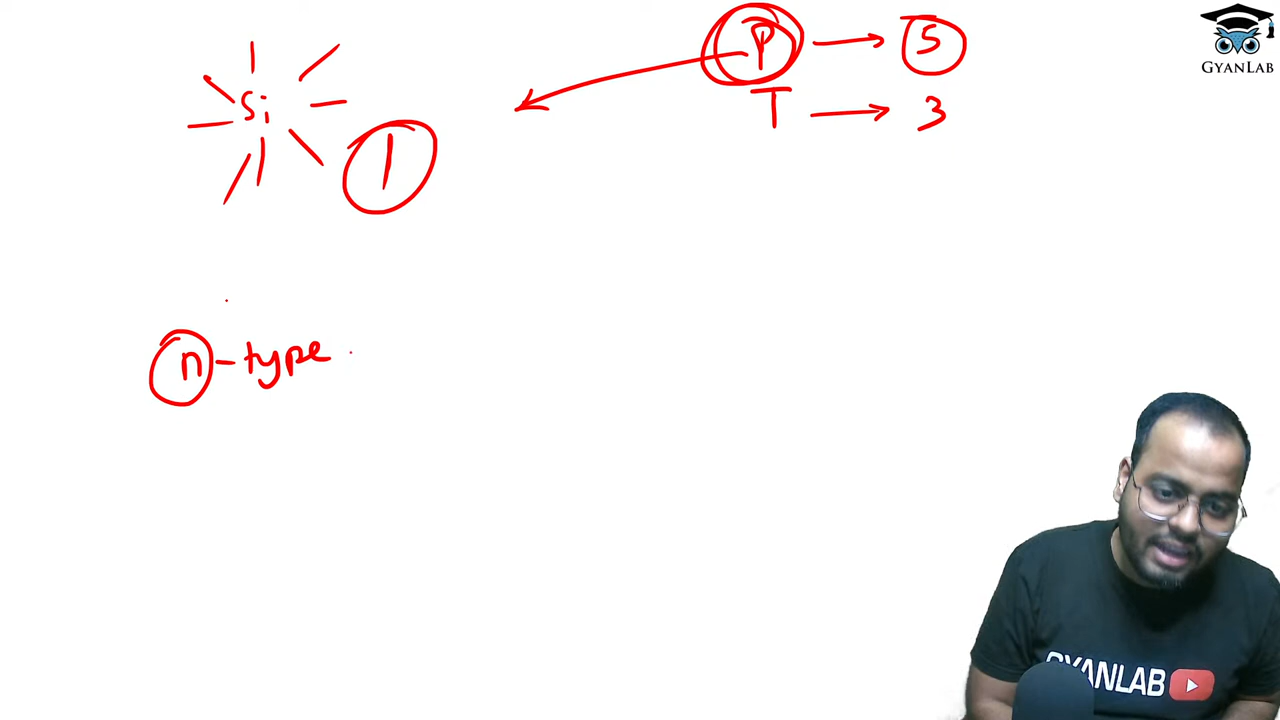 P → 5
T → 3
Si
1
n-type
GYANLAB
GYANLAB